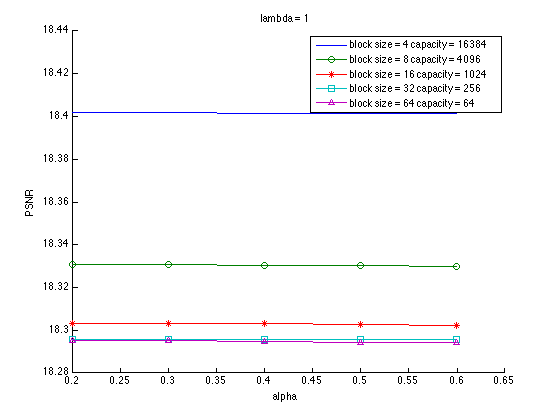 lambda = 1
18.44
18.42
18.4
18.38
18.36
18.34
18.32
18.3
18.28
PSNR
block size = 4 capacity = 16384
block size = 8 capacity = 4096
block size = 16 capacity = 1024
block size = 32 capacity = 256
block size = 64 capacity = 64
0.2 0.25 0.3 0.35 0.4 0.45 0.5 0.55 0.6 0.65
alpha